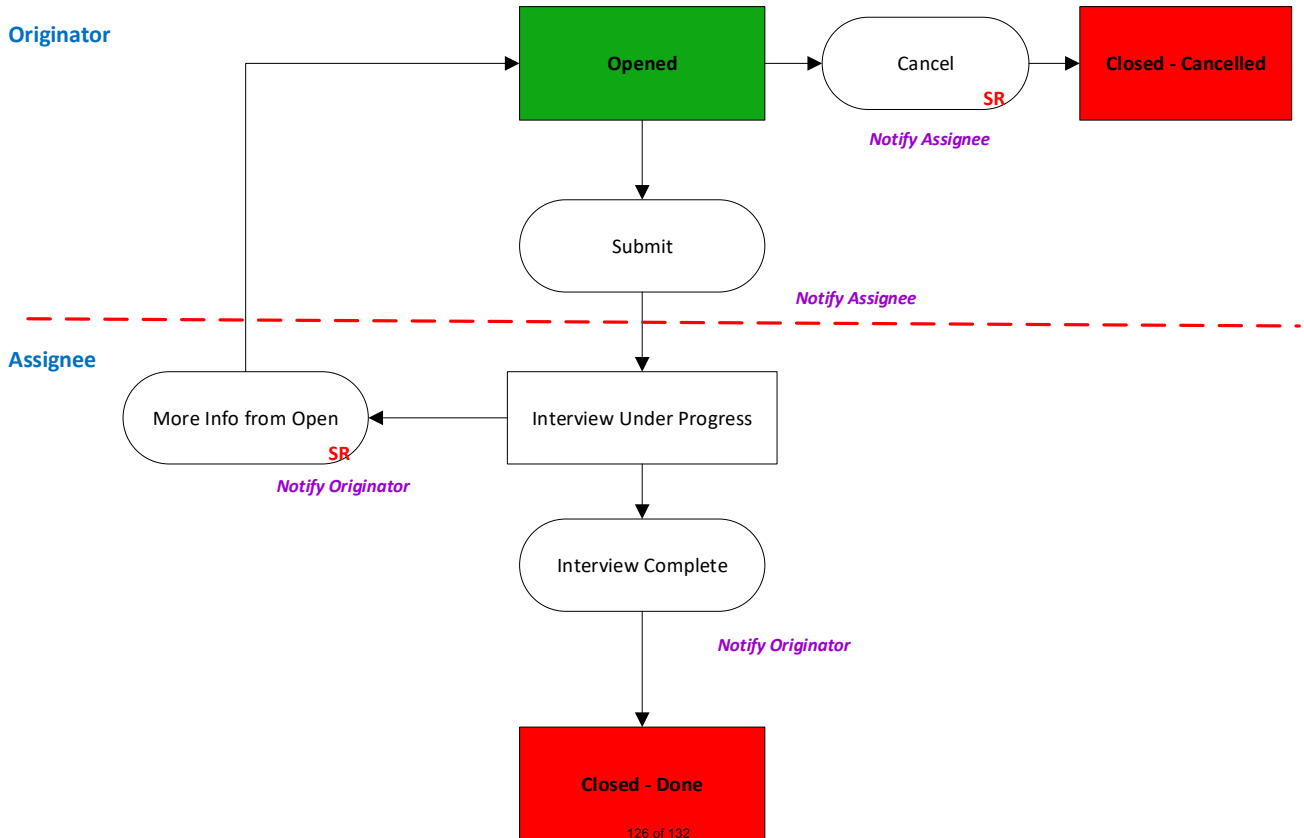 Originator
Opened
Cancel
SR
Closed - Cancelled
Notify Assignee
Submit
Notify Assignee
Assignee
More Info from Open
SR
Interview Under Progress
Notify Originator
Interview Complete
Notify Originator
Closed - Done
126 of 132